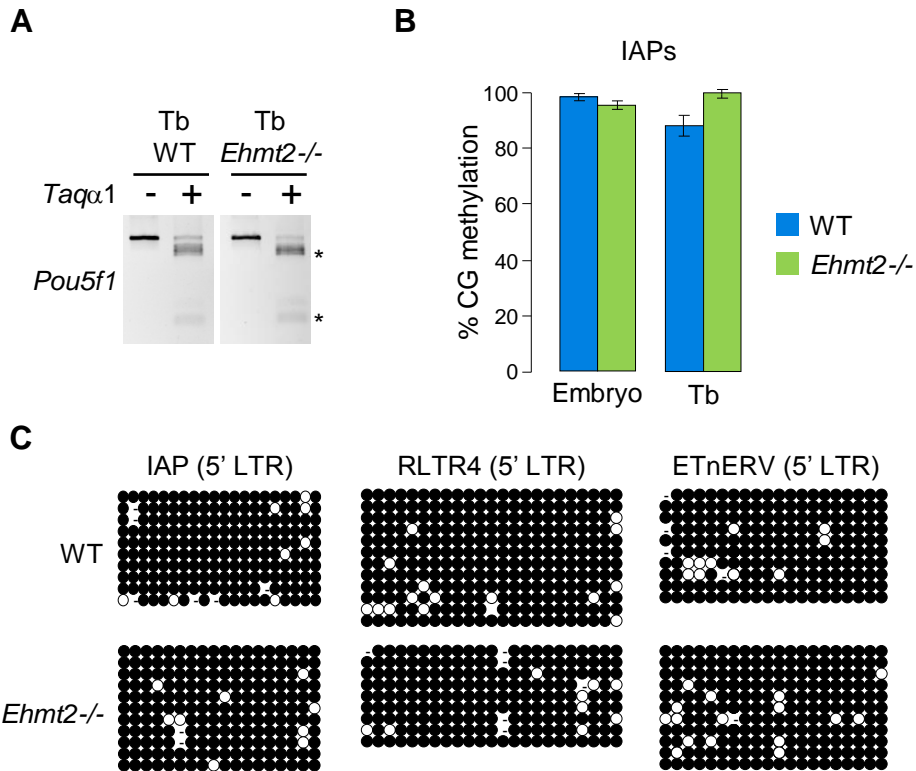 A
Tb Tb
WT Ehmt2-/-
Taqα1 - + - +
Pou5f1
*
*
B
IAPs
% CG methylation
100
80
60
40
20
0
Embryo Tb
WT
Ehmt2-/-
C
IAP (5' LTR) RLTR4 (5' LTR) ETnERV (5' LTR)
WT
Ehmt2-/-